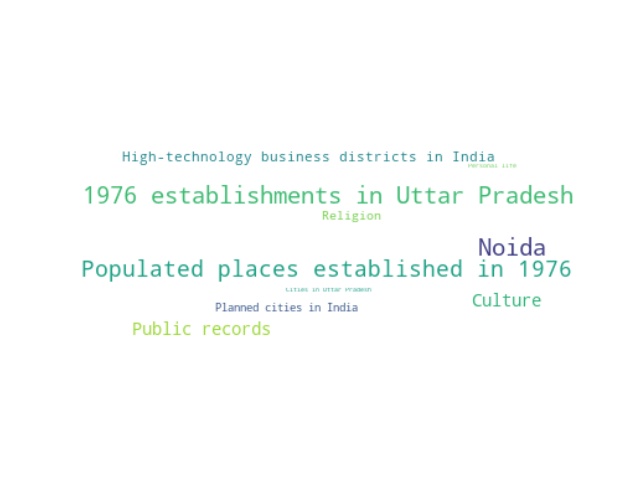 High-technology business districts in India
Personal life
1976 establishments in Uttar Pradesh
Religion
Noida
Populated places established in 1976
Cities in Uttar Pradesh
Culture
Planned cities in India
Public records